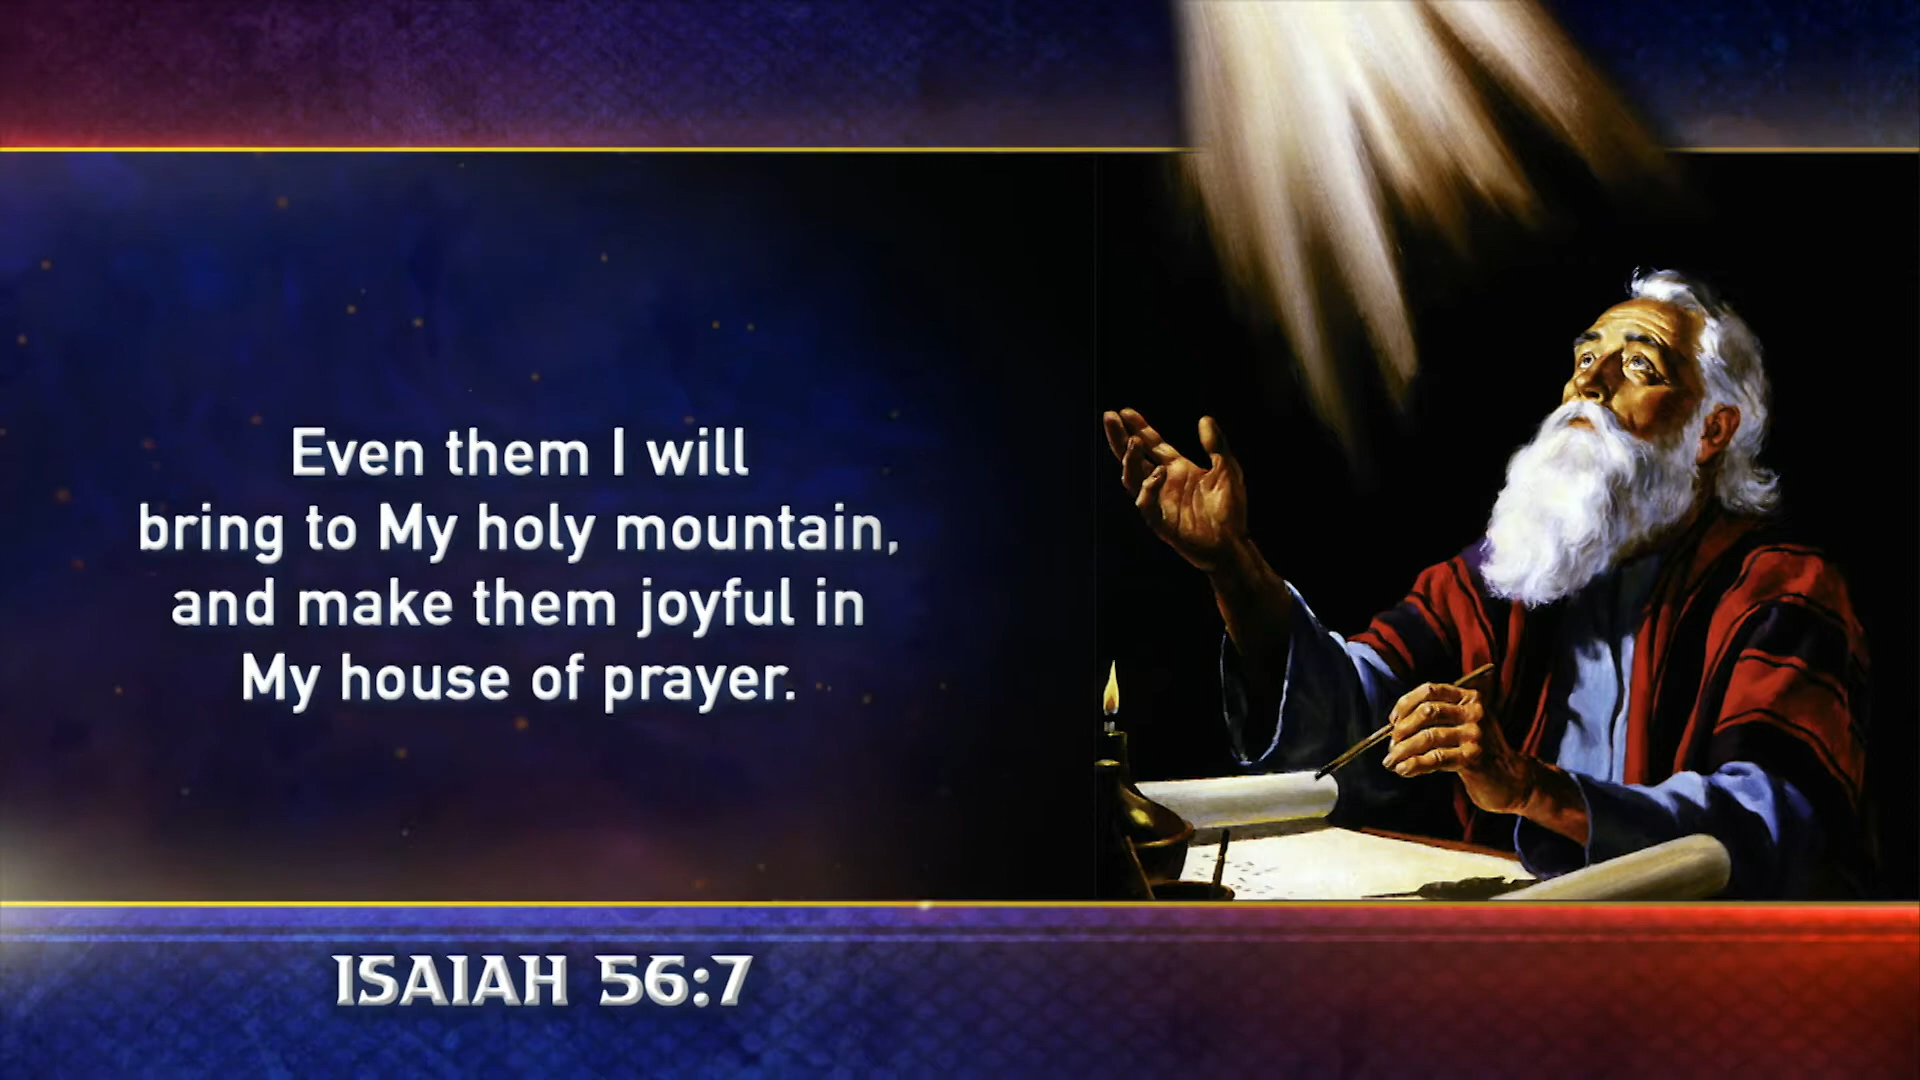 Even them I will
bring to My holy mountain,
and make them joyful in
My house of prayer.
ISAIAH 56:7